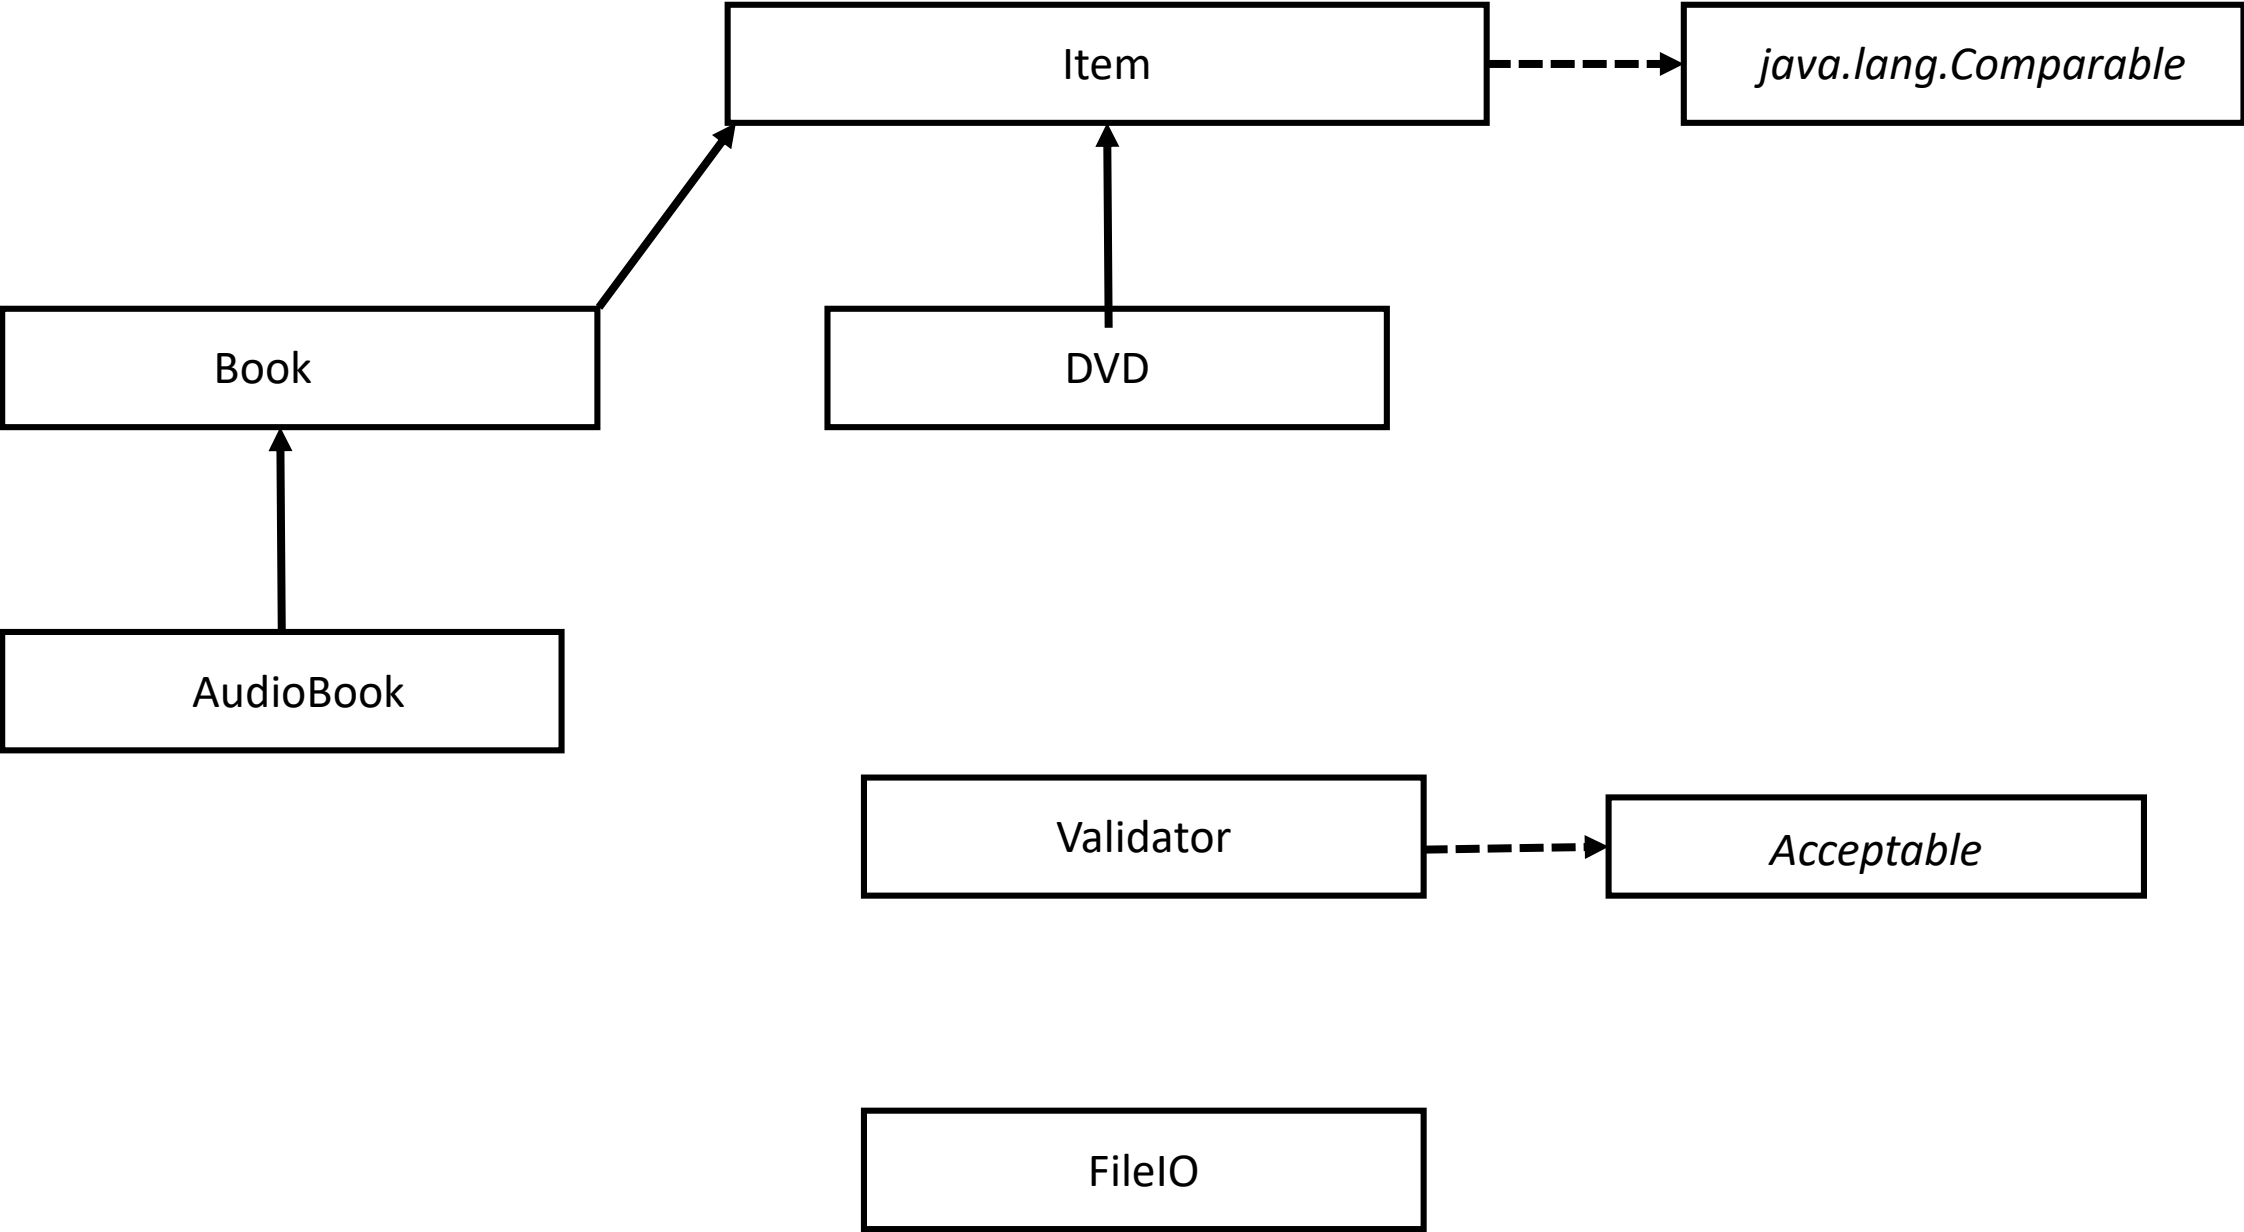 Item
java.lang.Comparable
Book
DVD
AudioBook
Validator
Acceptable
FileIO